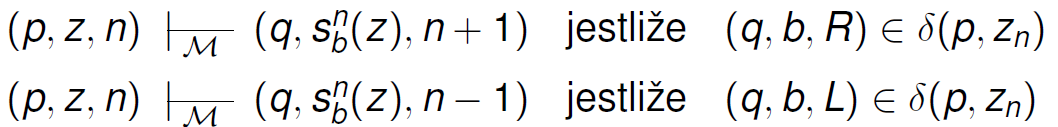 (p, z, n) ⊢_ℳ (q, s_b^n(z), n + 1) jestliže (q, b, R) ∈ δ(p, z_n)
(p, z, n) ⊢_ℳ (q, s_b^n(z), n − 1) jestliže (q, b, L) ∈ δ(p, z_n)